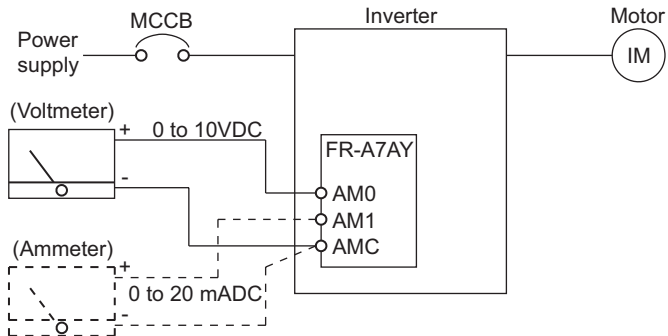 MCCB
Inverter
Motor
Power
supply
IM
(Voltmeter)
+
0 to 10VDC
-
FR-A7AY
AM0
AM1
AMC
(Ammeter)
+
0 to 20 mADC
-